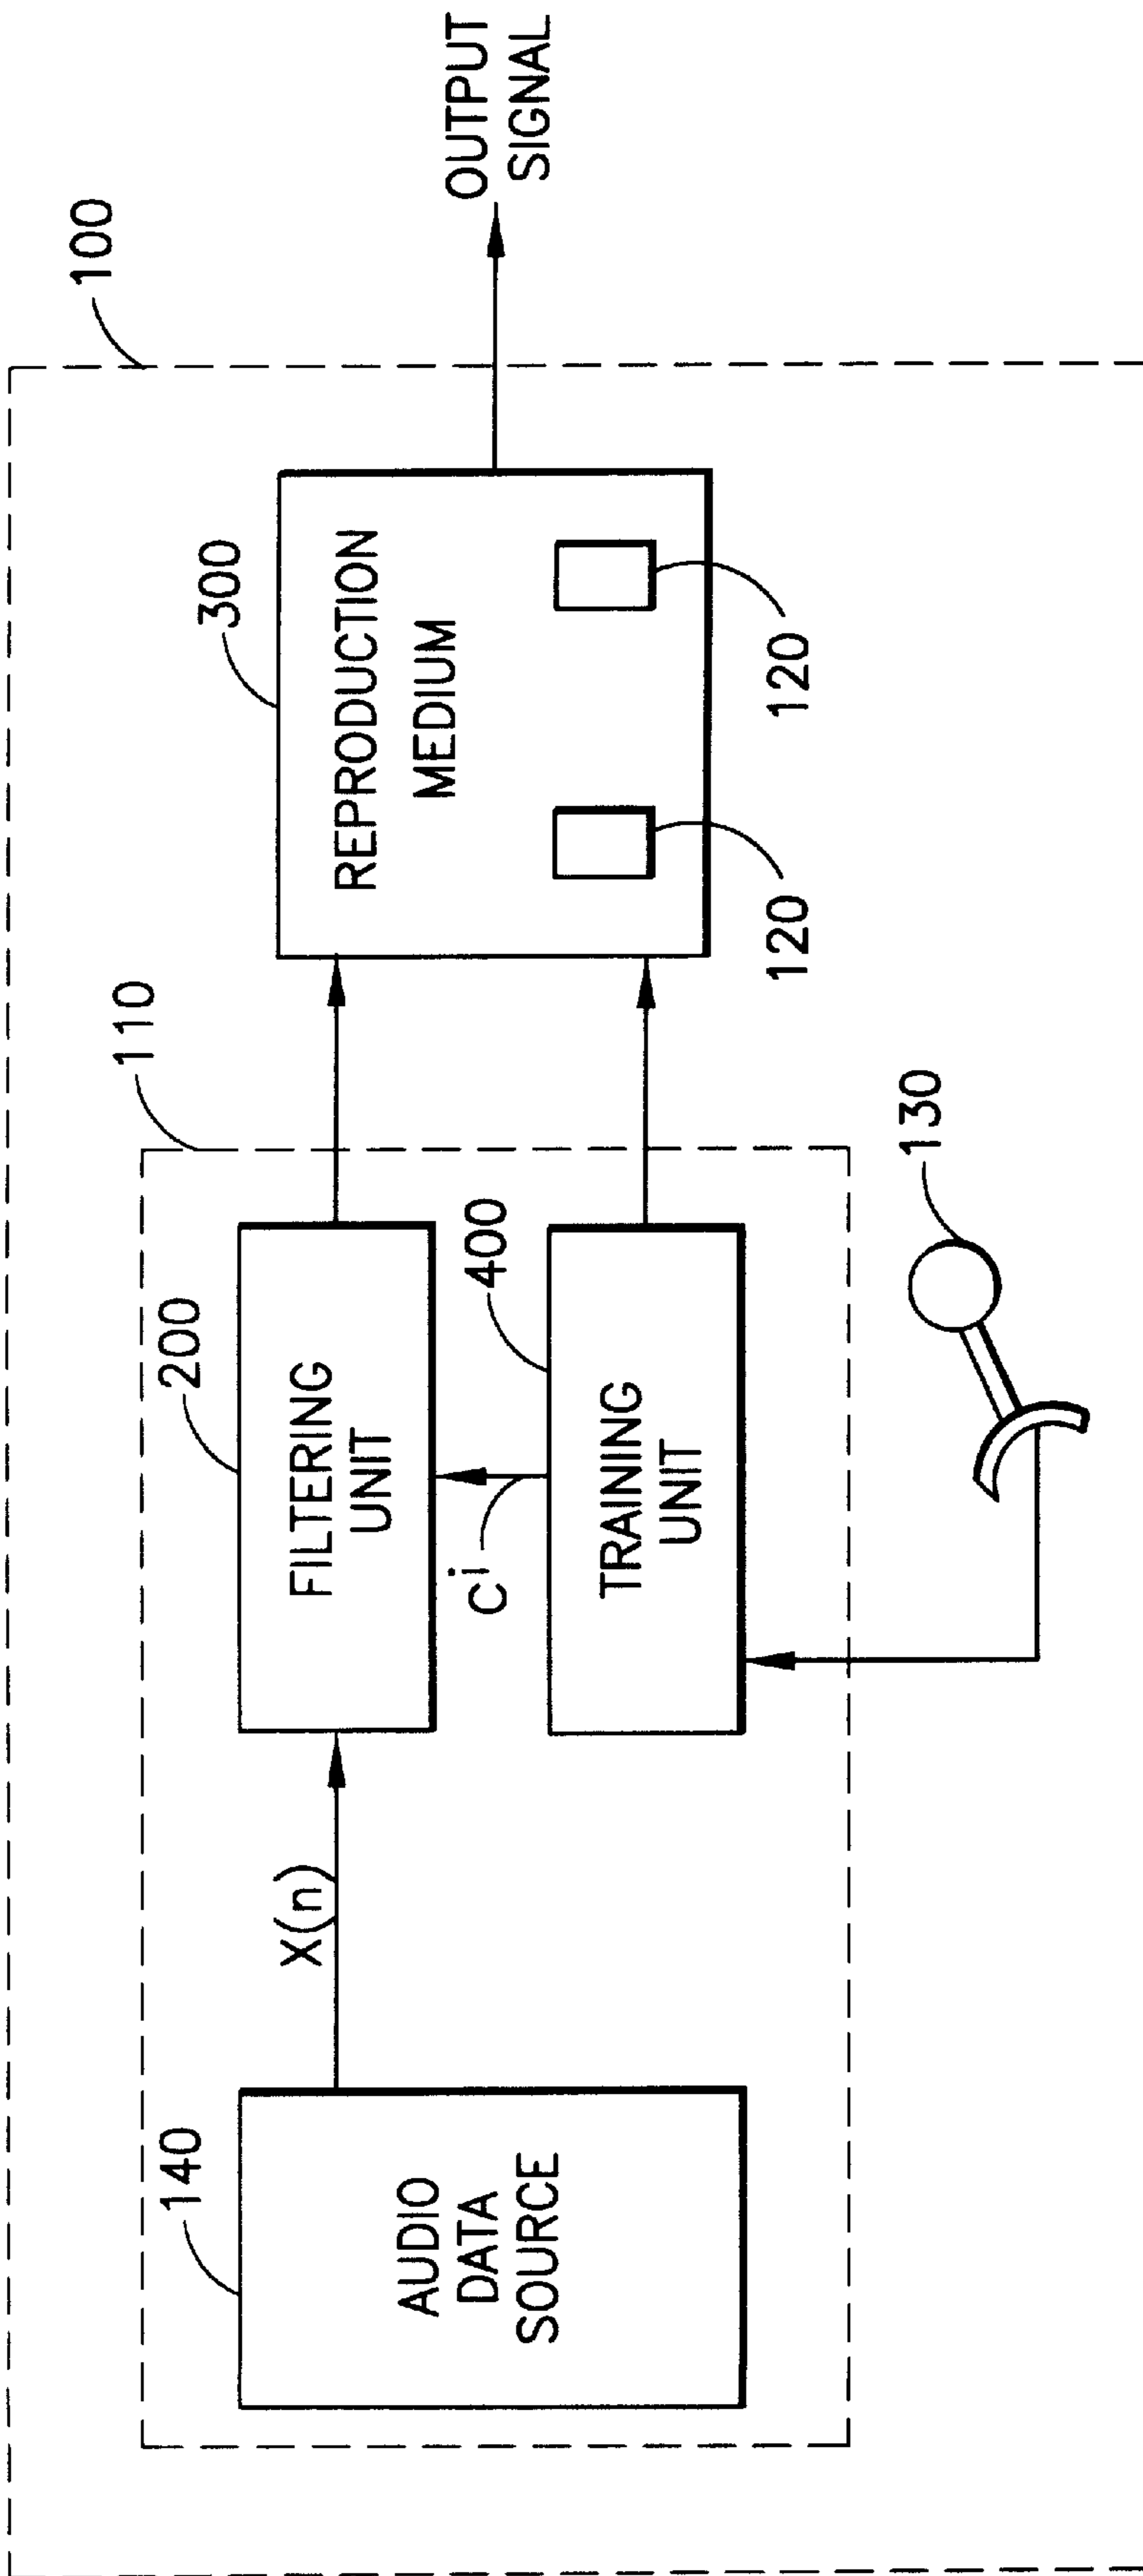 100
110
140
AUDIO
DATA
SOURCE
X(n)
200
FILTERING
UNIT
cⁱ
400
TRAINING
UNIT
130
300
REPRODUCTION
MEDIUM
120
120
OUTPUT
SIGNAL